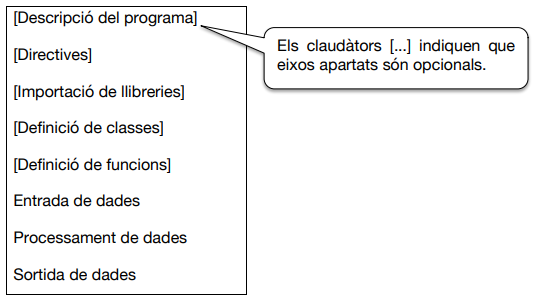 [Descripció del programa]
[Directives]
[Importació de llibreries]
[Definició de classes]
[Definició de funcions]
Entrada de dades
Processament de dades
Sortida de dades
Els claudàtors [...] indiquen que
eixos apartats són opcionals.